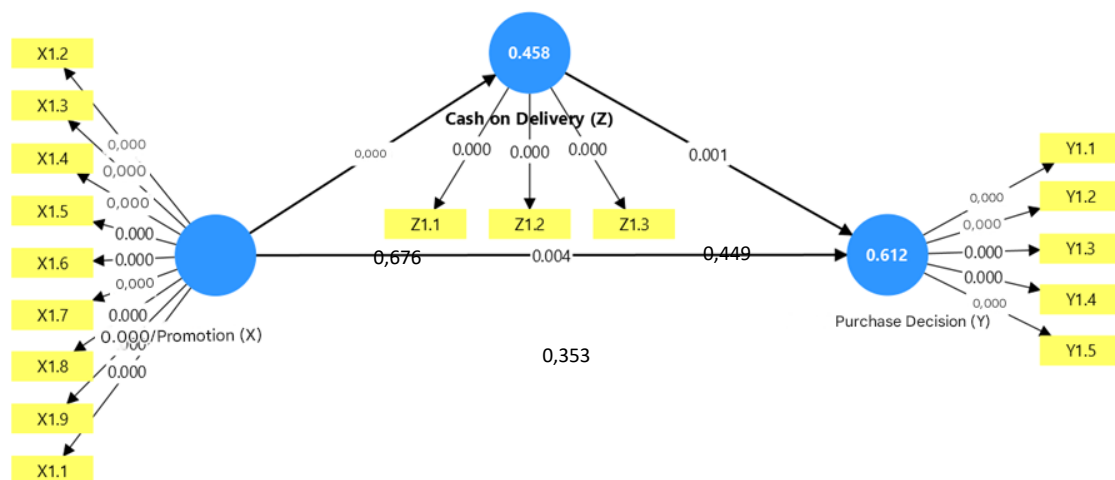 X1.2
X1.3
X1.4
X1.5
X1.6
X1.7
X1.8
X1.9
X1.1
0,000
0,000
0,000
0.000
0.000
0,000
0.000
0.000/Promotion (X)
0.000
0,000
0.458
Cash on Delivery (Z)
0.000
0.000
0.000
Z1.1
Z1.2
Z1.3
0.001
0,676
0.004
0,449
0,353
0.612
Purchase Decision (Y)
0,000
0,000
0.000
0.000
0,000
Y1.1
Y1.2
Y1.3
Y1.4
Y1.5